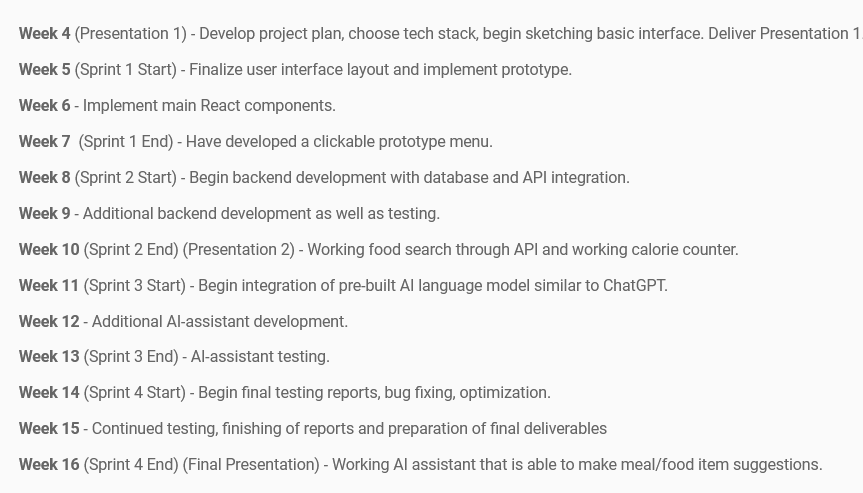 Week 4 (Presentation 1) - Develop project plan, choose tech stack, begin sketching basic interface. Deliver Presentation 1.
Week 5 (Sprint 1 Start) - Finalize user interface layout and implement prototype.
Week 6 - Implement main React components.
Week 7  (Sprint 1 End) - Have developed a clickable prototype menu.
Week 8 (Sprint 2 Start) - Begin backend development with database and API integration.
Week 9 - Additional backend development as well as testing.
Week 10 (Sprint 2 End) (Presentation 2) - Working food search through API and working calorie counter.
Week 11 (Sprint 3 Start) - Begin integration of pre-built AI language model similar to ChatGPT.
Week 12 - Additional AI-assistant development.
Week 13 (Sprint 3 End) - AI-assistant testing.
Week 14 (Sprint 4 Start) - Begin final testing reports, bug fixing, optimization.
Week 15 - Continued testing, finishing of reports and preparation of final deliverables
Week 16 (Sprint 4 End) (Final Presentation) - Working AI assistant that is able to make meal/food item suggestions.